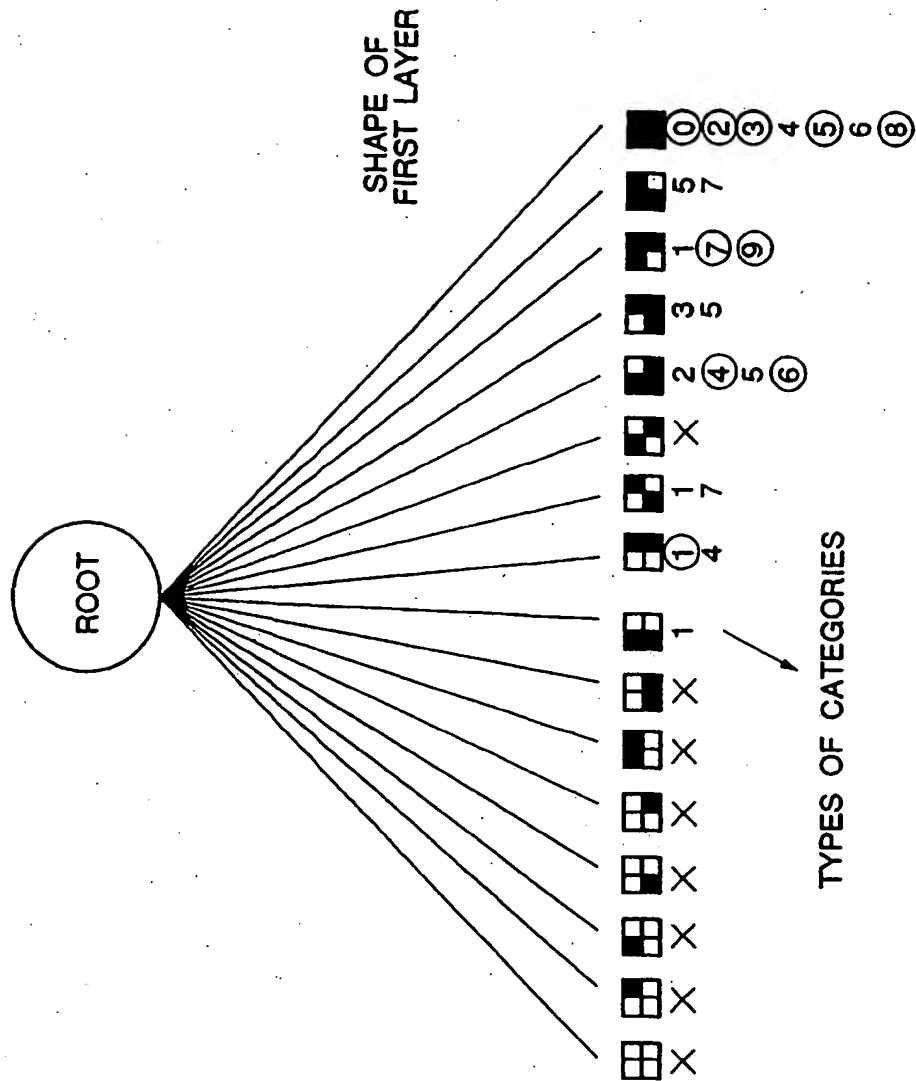 ROOT
SHAPE OF
FIRST LAYER
X X X X X X X 1 ① 1 X 2 3 1 5 ⓪
4 7 ④ 5 ⑦ 7 ②
5 ⑨ ③
⑥ 4
⑤
6
⑧
TYPES OF CATEGORIES